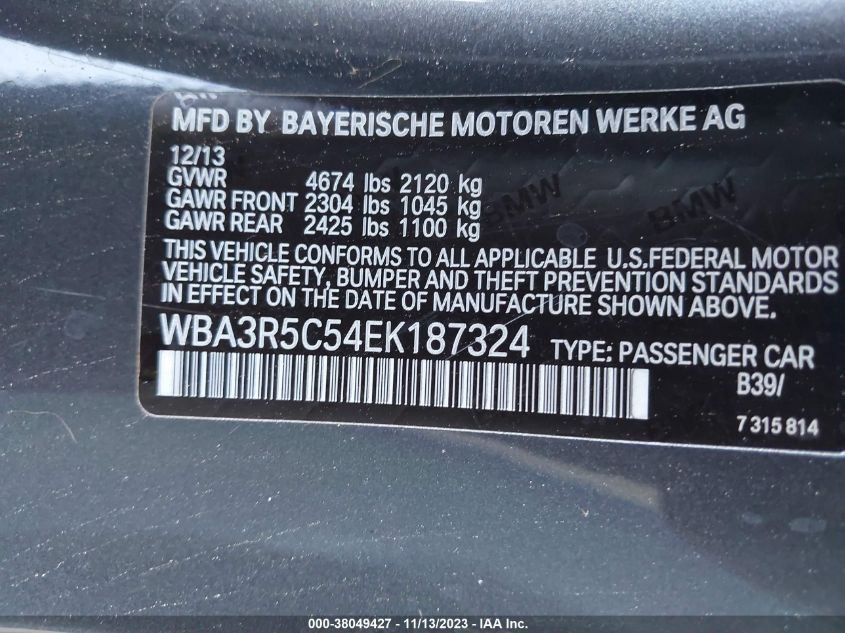 MFD BY BAYERISCHE MOTOREN WERKE AG
12/13
GVWR 4674 lbs 2120 kg
GAWR FRONT 2304 lbs 1045 kg
GAWR REAR 2425 lbs 1100 kg
BMW BMW
THIS VEHICLE CONFORMS TO ALL APPLICABLE U.S.FEDERAL MOTOR
VEHICLE SAFETY, BUMPER AND THEFT PREVENTION STANDARDS
IN EFFECT ON THE DATE OF MANUFACTURE SHOWN ABOVE.
WBA3R5C54EK187324 TYPE: PASSENGER CAR
B39/
7 315 814
000-38049427 - 11/13/2023 - IMPACT, INC.